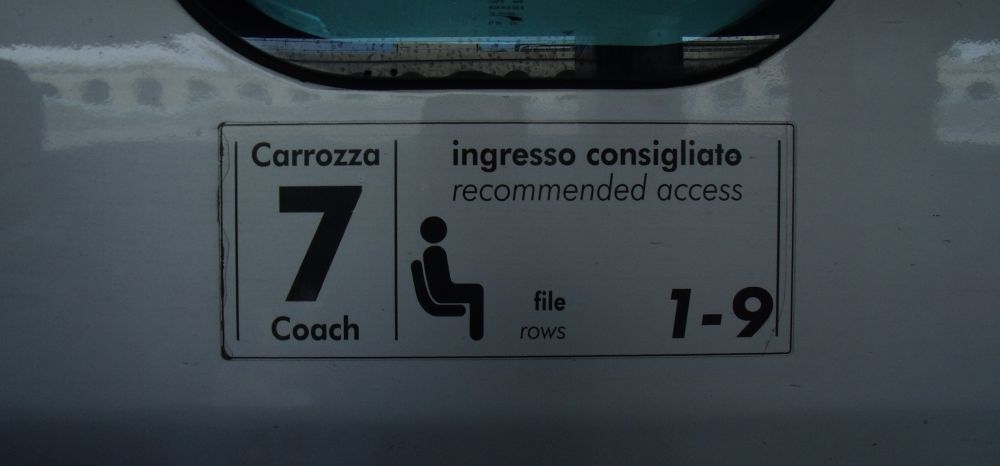 Carrozza
7
Coach
ingresso consigliato
recommended access
file
rows
1-9